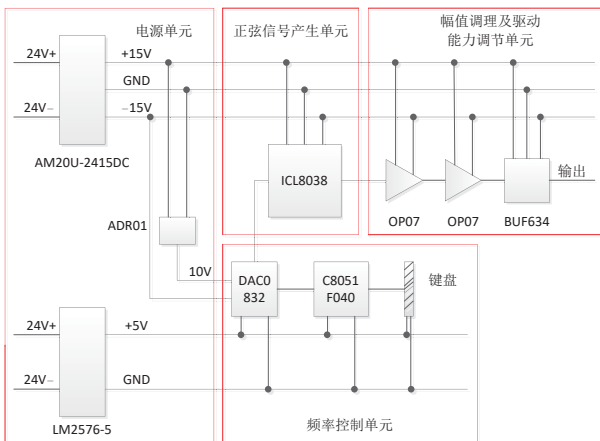 电源单元
正弦信号产生单元
幅值调理及驱动
能力调节单元
24V+
+15V
GND
24V−
−15V
AM20U-2415DC
ICL8038
OP07
OP07
BUF634
输出
ADR01
10V
DAC0
832
C8051
F040
键盘
24V+
+5V
24V−
GND
LM2576-5
频率控制单元